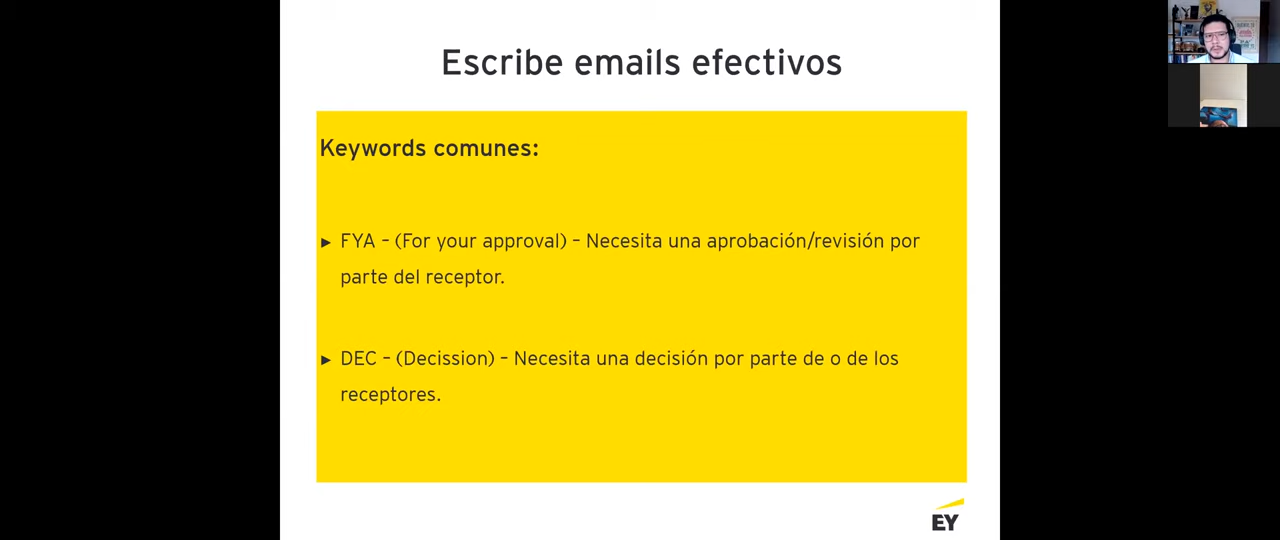 Escribe emails efectivos
Keywords comunes:
► FYA – (For your approval) – Necesita una aprobación/revisión por
parte del receptor.
► DEC – (Decission) – Necesita una decisión por parte de o de los
receptores.
EY